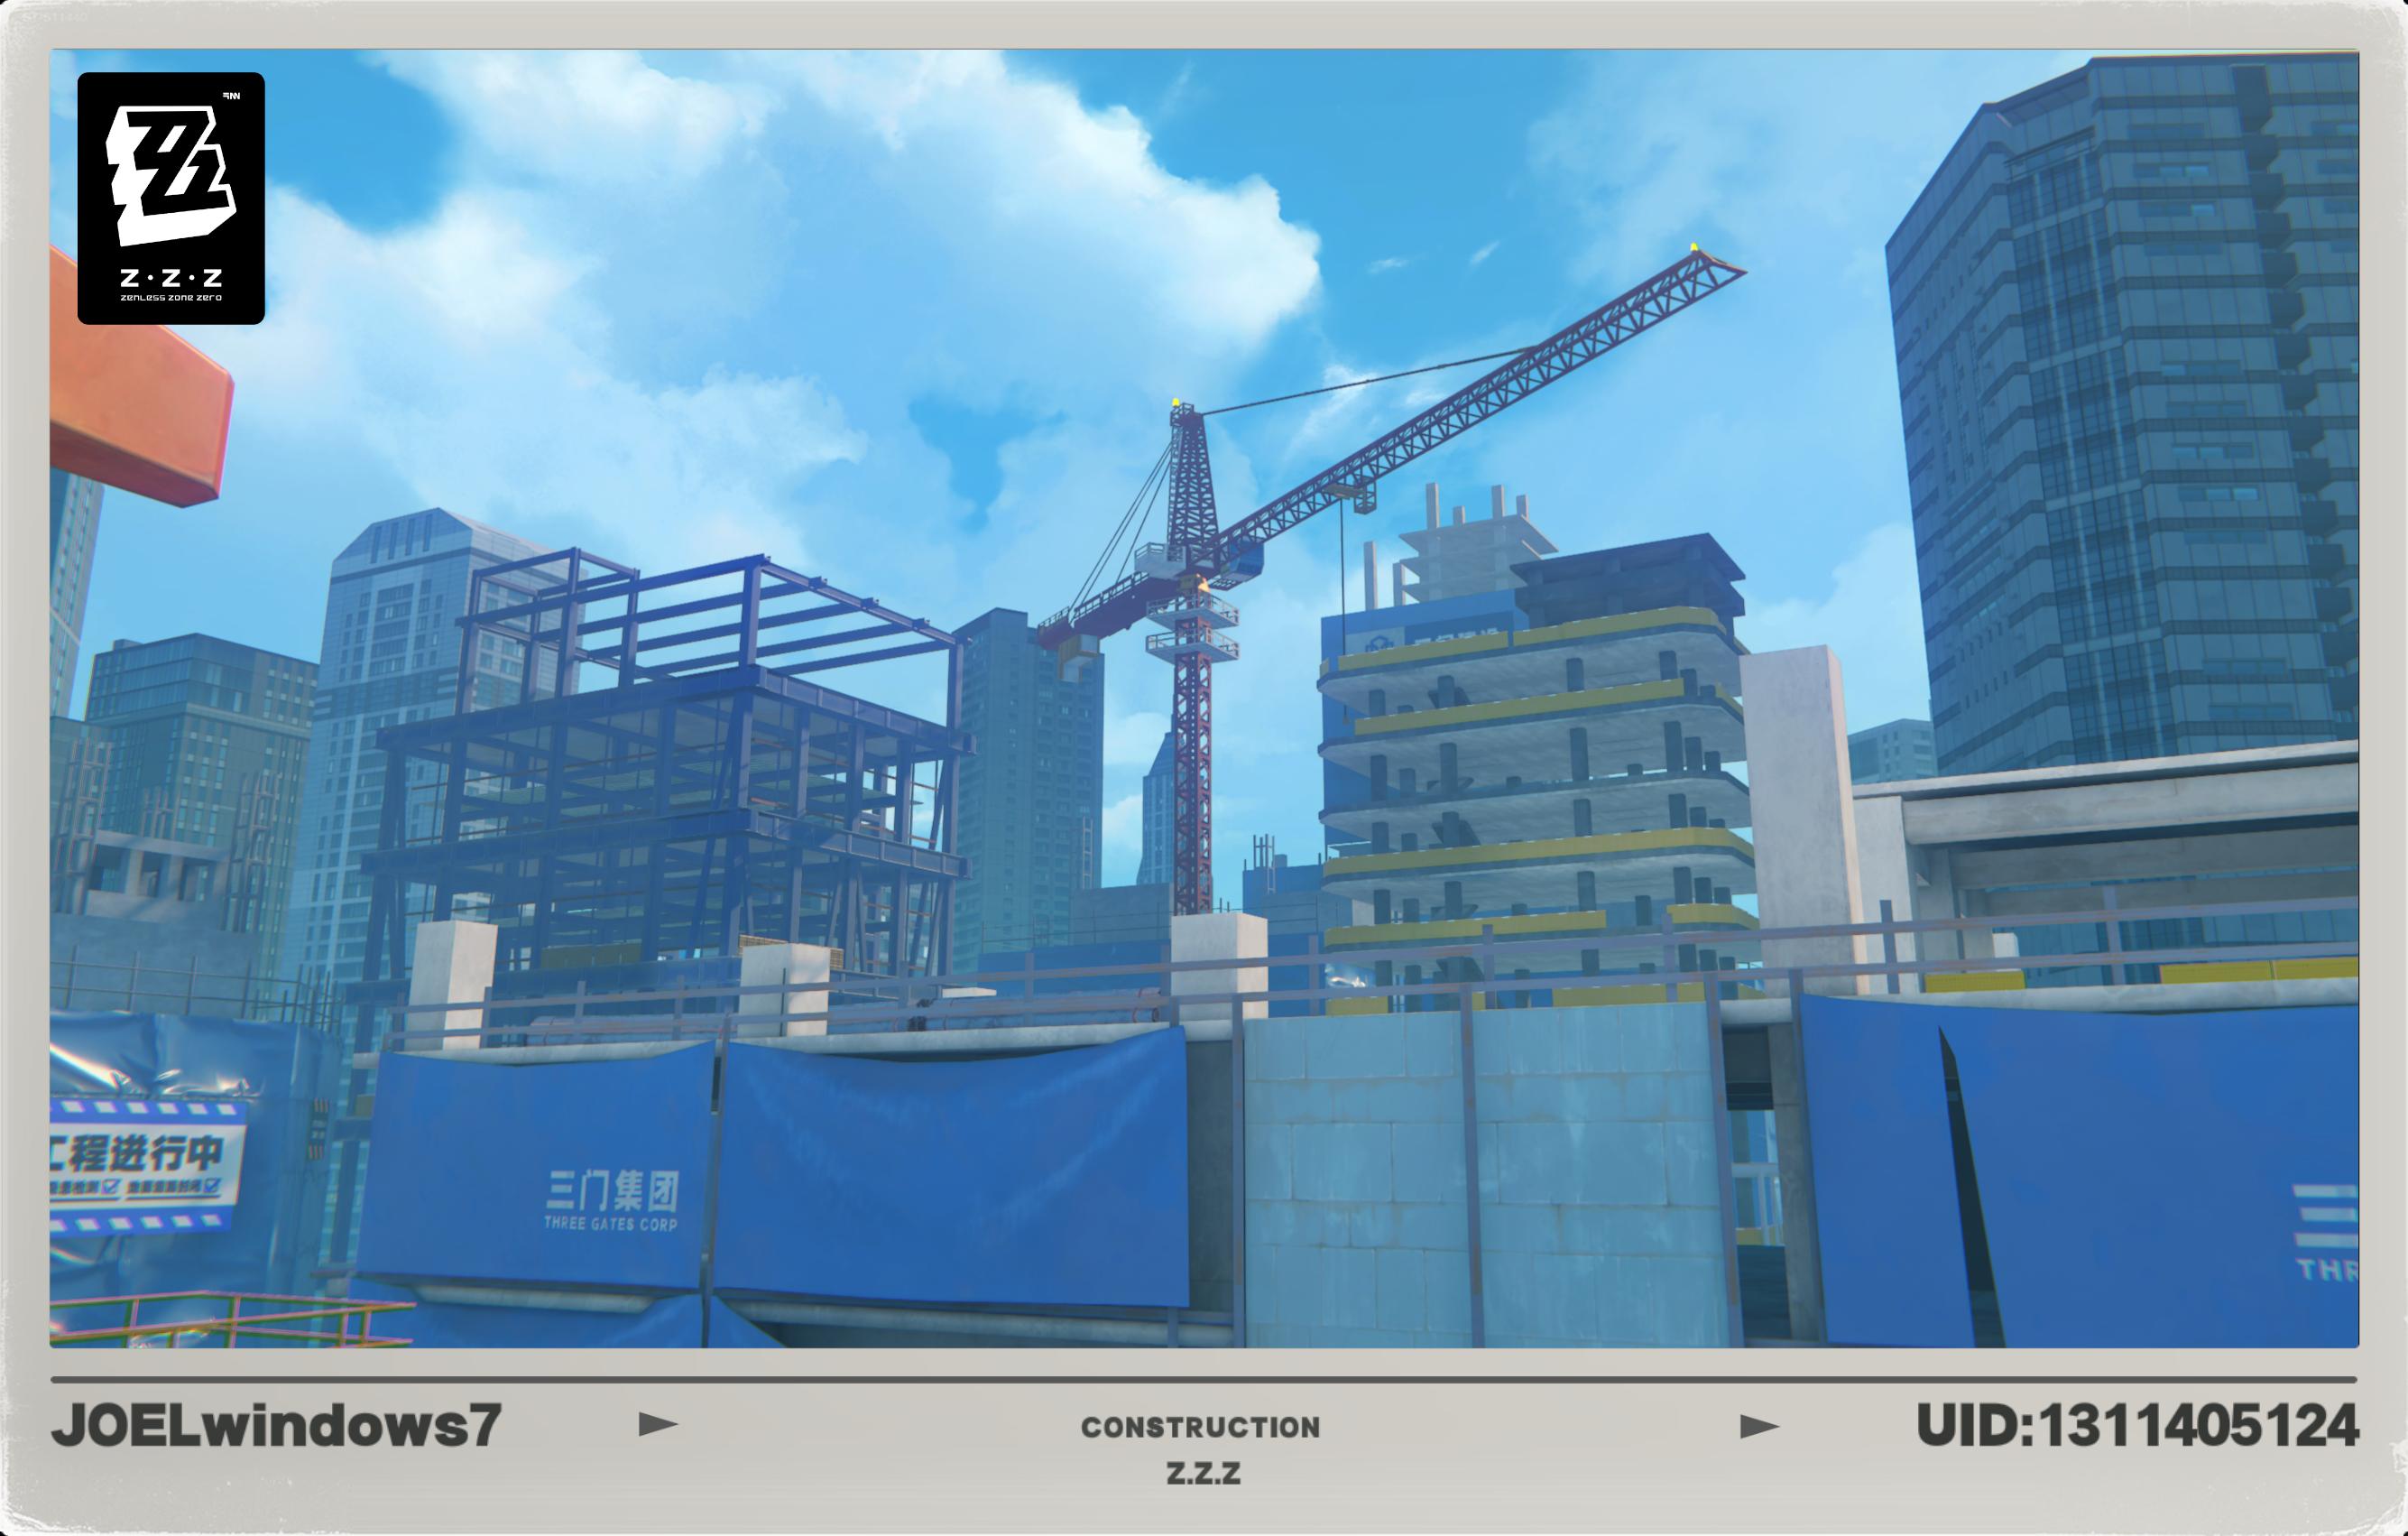 Z·Z·Z
ZENLESS ZONE ZERO
工程进行中
三门集团
THREE GATES CORP
三
THR
JOELwindows7
CONSTRUCTION
Z.Z.Z
UID:1311405124